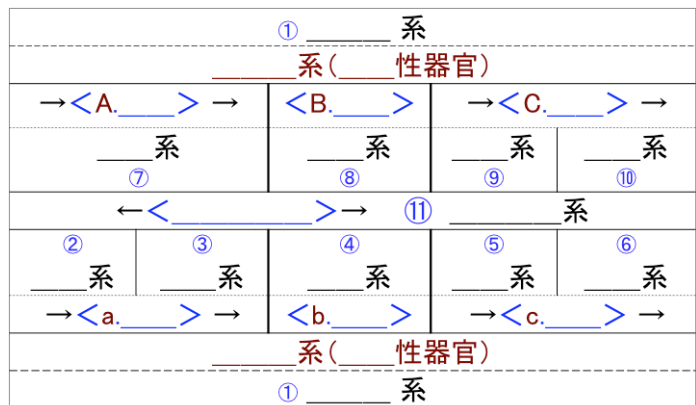 ① ______ 系
______系(____性器官)
→<A.____> → <B.____> →<C.____> →
____系 ____系 ____系 ____系
⑦ ⑧ ⑨ ⑩
←<__________>→ ⑪ ________系
② ③ ④ ⑤ ⑥
____系 ____系 ____系 ____系 ____系
→<a.____> → <b.____> →<c.____> →
______系(____性器官)
① ______ 系